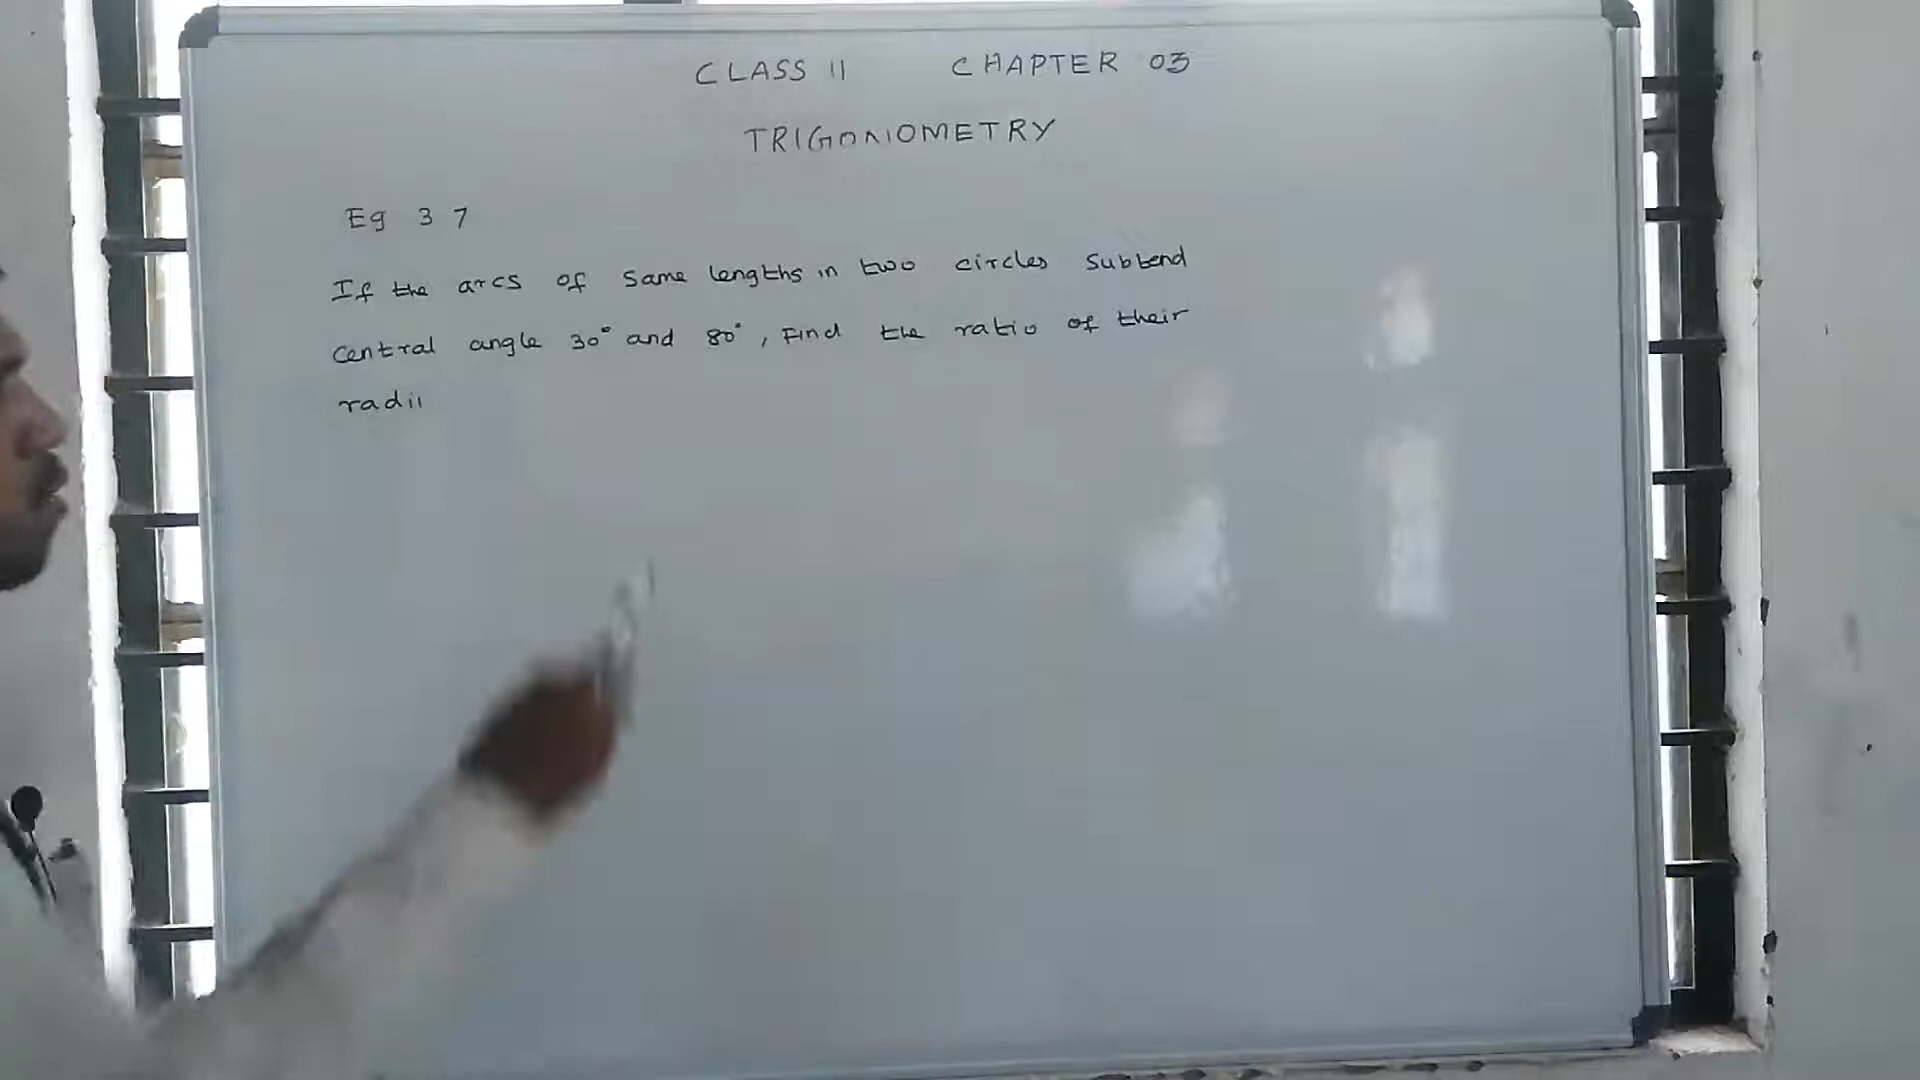 CLASS 11 CHAPTER 03
TRIGONOMETRY
Eg 3 7
If the arcs of same lengths in two circles subtend
central angle 30° and 80°, Find the ratio of their
radii